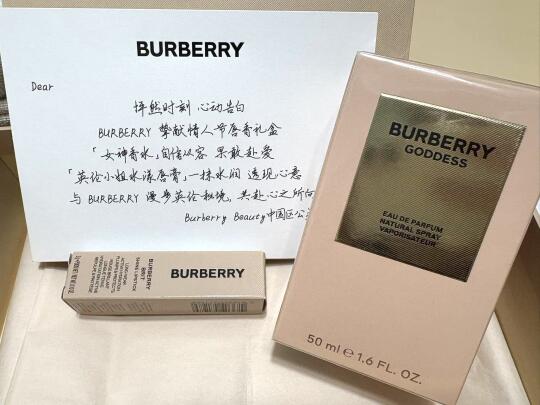 BURBERRY
Dear
怦然时刻 心动告白
BURBERRY 挚献情人节唇香礼盒
「女神香水」自信从容 果敢赴爱
「英伦小姐水漾唇膏」一抹水润 透现心意
与 BURBERRY 漫步英伦秘境，共赴心之所向
Burberry Beauty中国区公
BURBERRY
BRIT
SHINE LIPSTICK
BURBERRY
BURBERRY
GODDESS
EAU DE PARFUM
NATURAL SPRAY
VAPORISATEUR
50 ml e 1.6 FL. OZ.